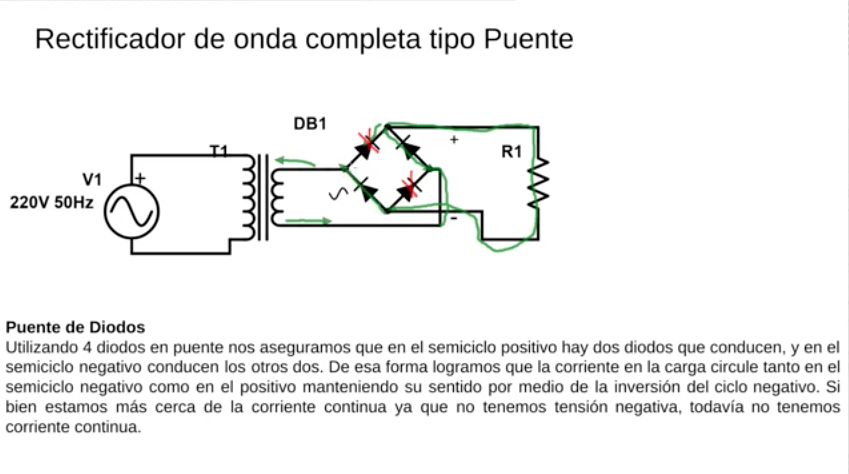 Rectificador de onda completa tipo Puente
DB1
T1
+
R1
V1
+
220V 50Hz
-
Puente de Diodos
Utilizando 4 diodos en puente nos aseguramos que en el semiciclo positivo hay dos diodos que conducen, y en el
semiciclo negativo conducen los otros dos. De esa forma logramos que la corriente en la carga circule tanto en el
semiciclo negativo como en el positivo manteniendo su sentido por medio de la inversión del ciclo negativo. Si
bien estamos más cerca de la corriente continua ya que no tenemos tensión negativa, todavía no tenemos
corriente continua.